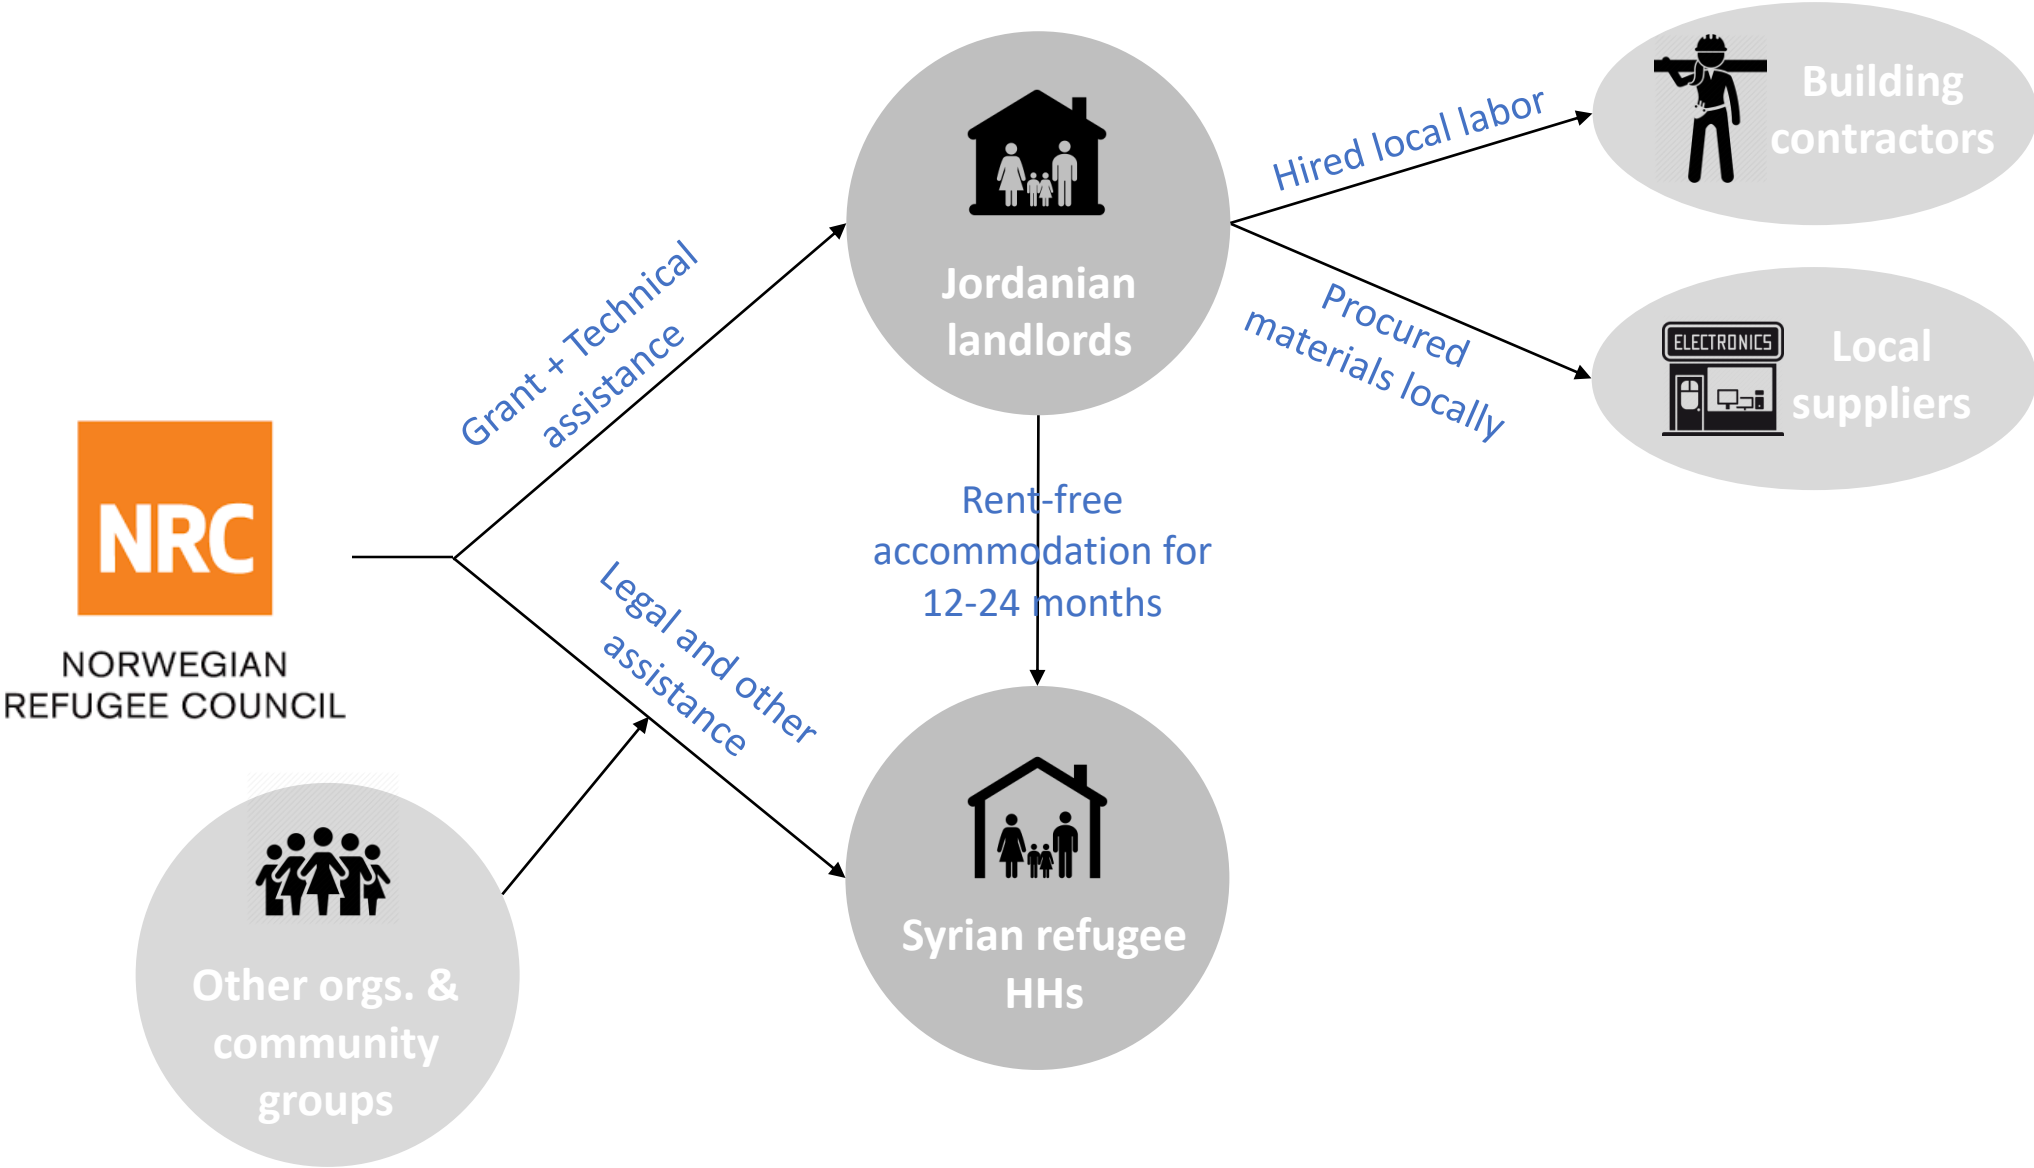 NRC
NORWEGIAN
REFUGEE COUNCIL
Grant + Technical
assistance
Legal and other
assistance
Other orgs. &
community
groups
Jordanian
landlords
Rent-free
accommodation for
12-24 months
Syrian refugee
HHs
Hired local labor
Procured
materials locally
Building
contractors
ELECTRONICS
Local
suppliers